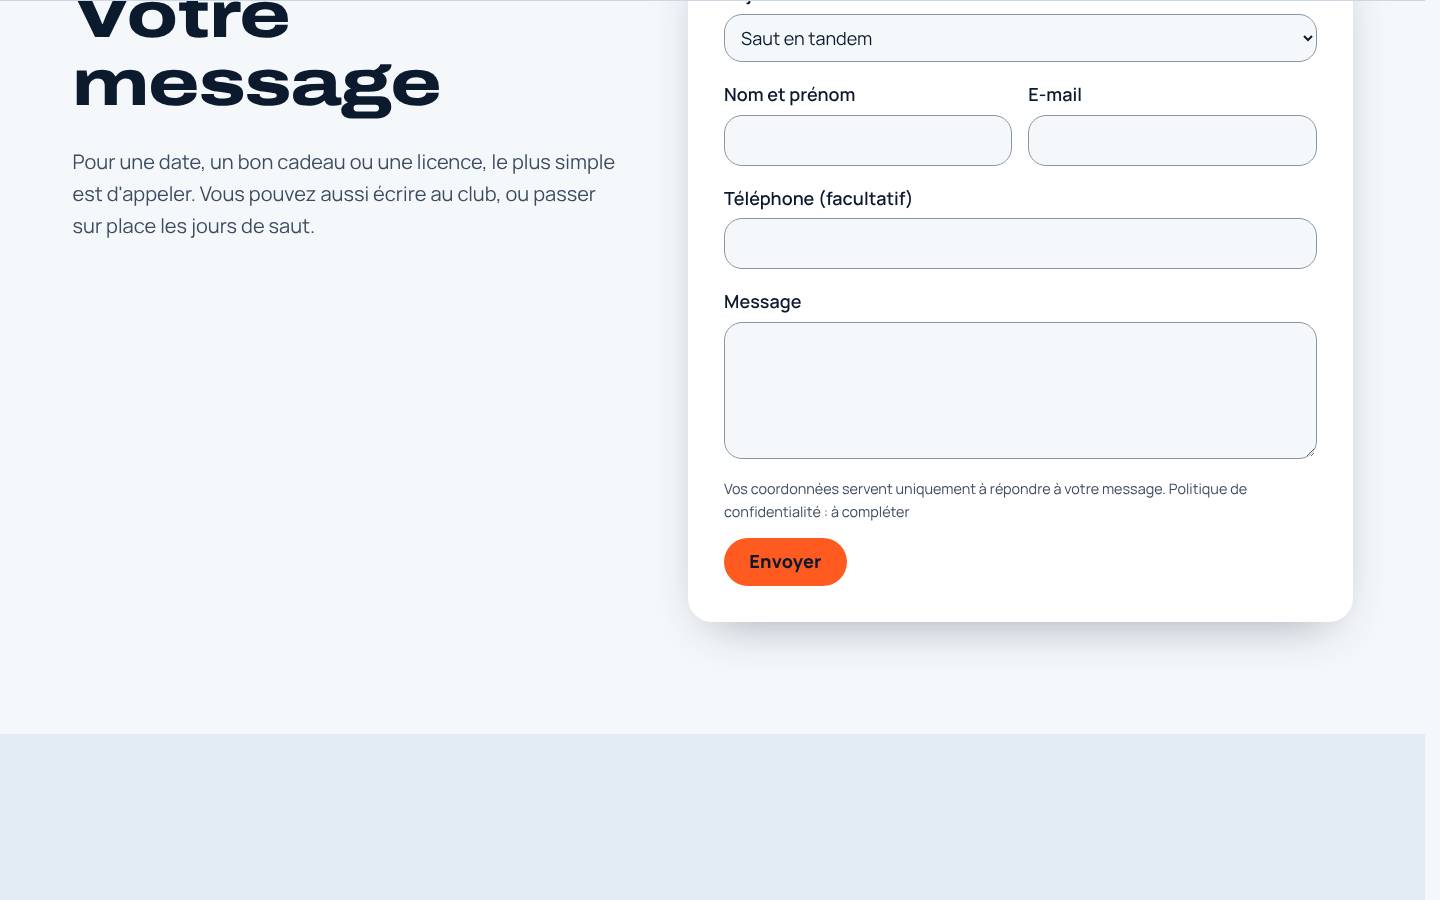 Votre
message
Pour une date, un bon cadeau ou une licence, le plus simple
est d'appeler. Vous pouvez aussi écrire au club, ou passer
sur place les jours de saut.
Saut en tandem
Nom et prénom
E-mail
Téléphone (facultatif)
Message
Vos coordonnées servent uniquement à répondre à votre message. Politique de
confidentialité : à compléter
Envoyer